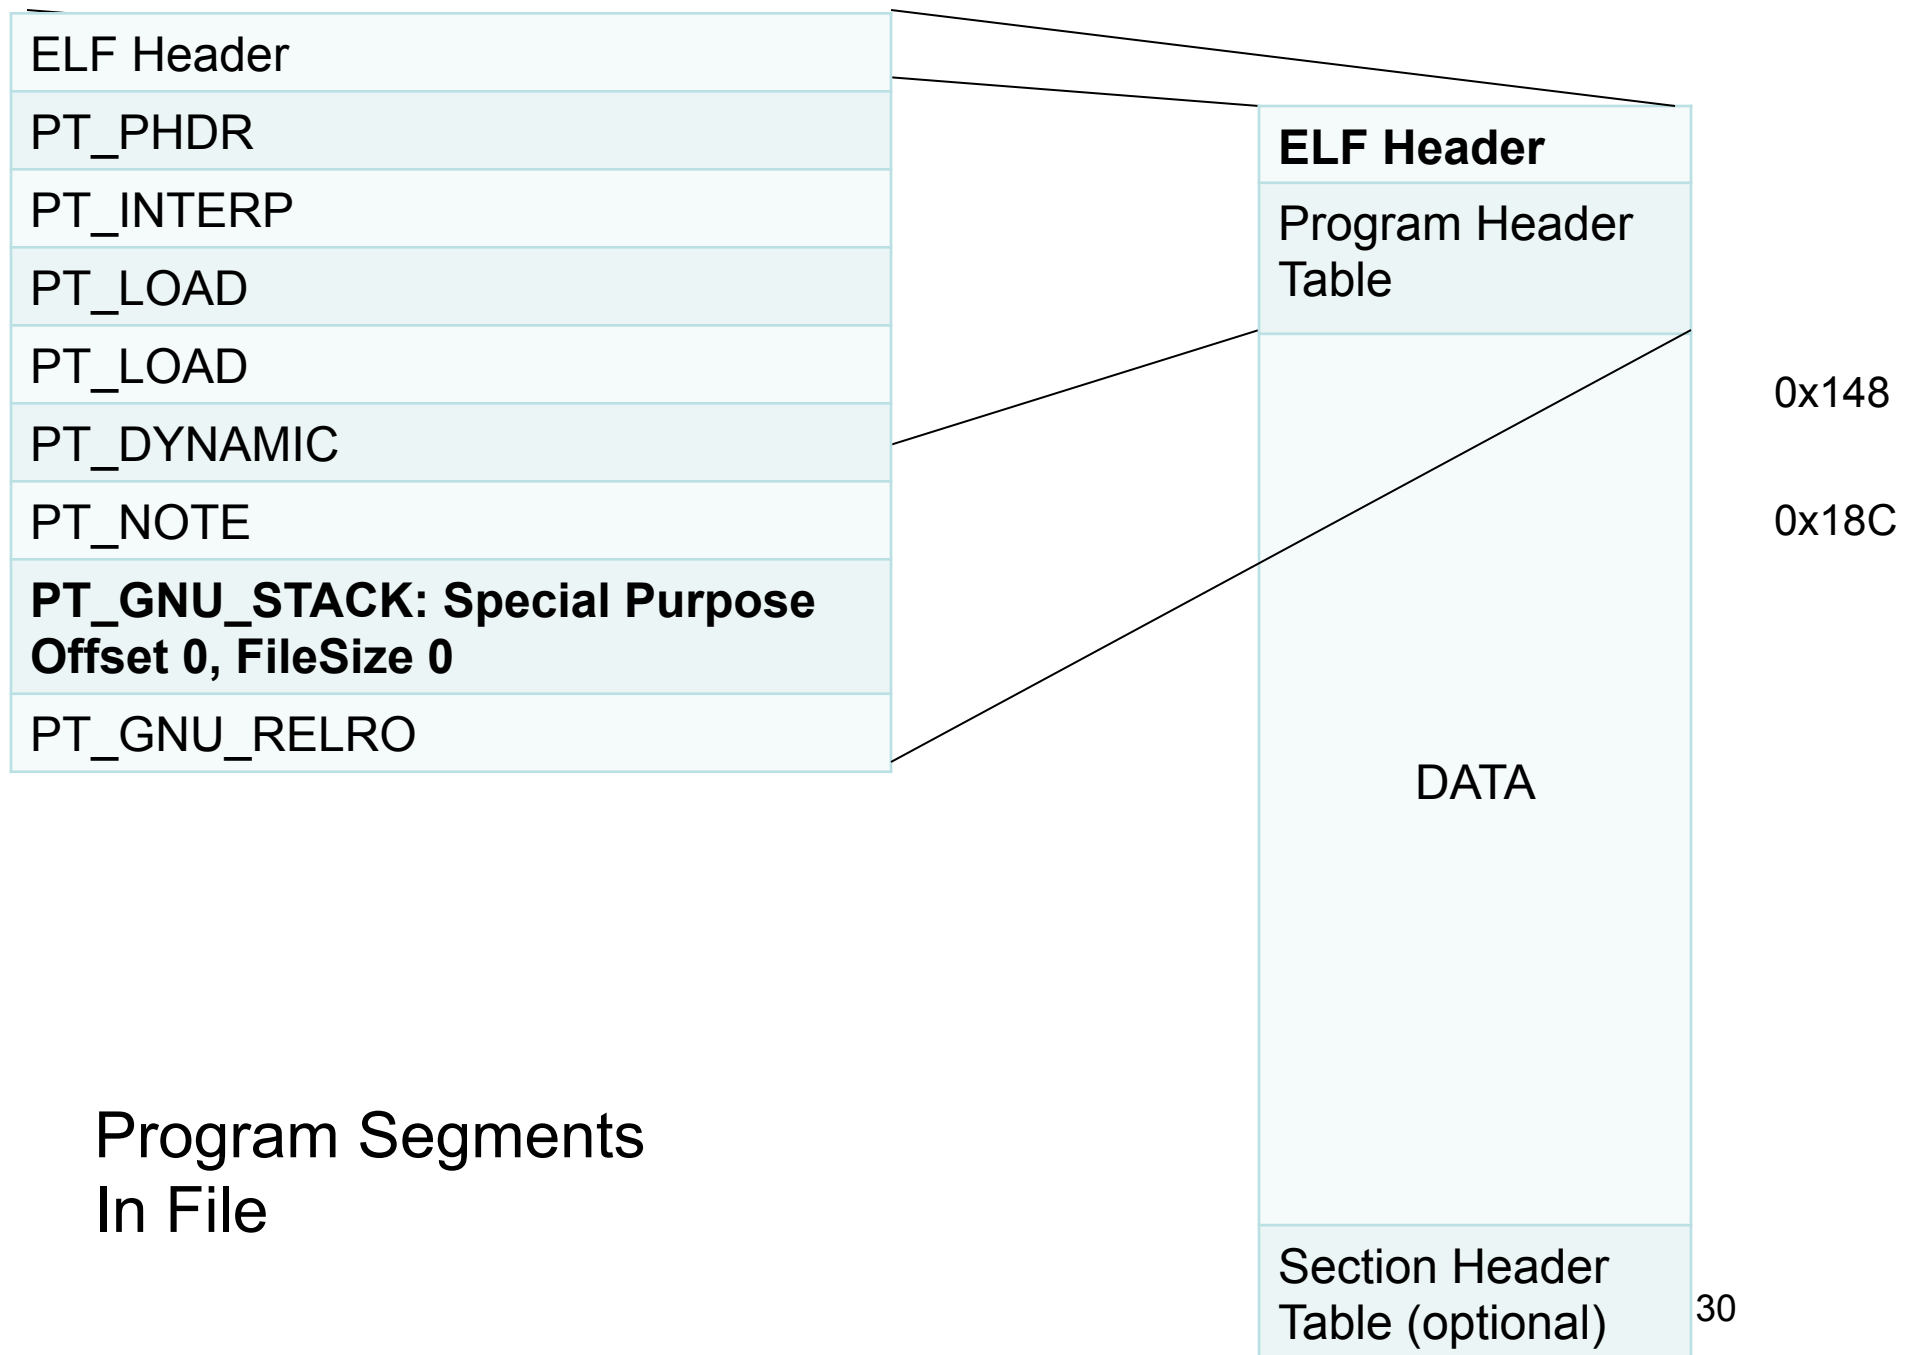 ELF Header
PT_PHDR
PT_INTERP
PT_LOAD
PT_LOAD
PT_DYNAMIC
PT_NOTE
PT_GNU_STACK: Special Purpose
Offset 0, FileSize 0
PT_GNU_RELRO
Program Segments
In File
ELF Header
Program Header
Table
DATA
Section Header
Table (optional)
0x148
0x18C
30